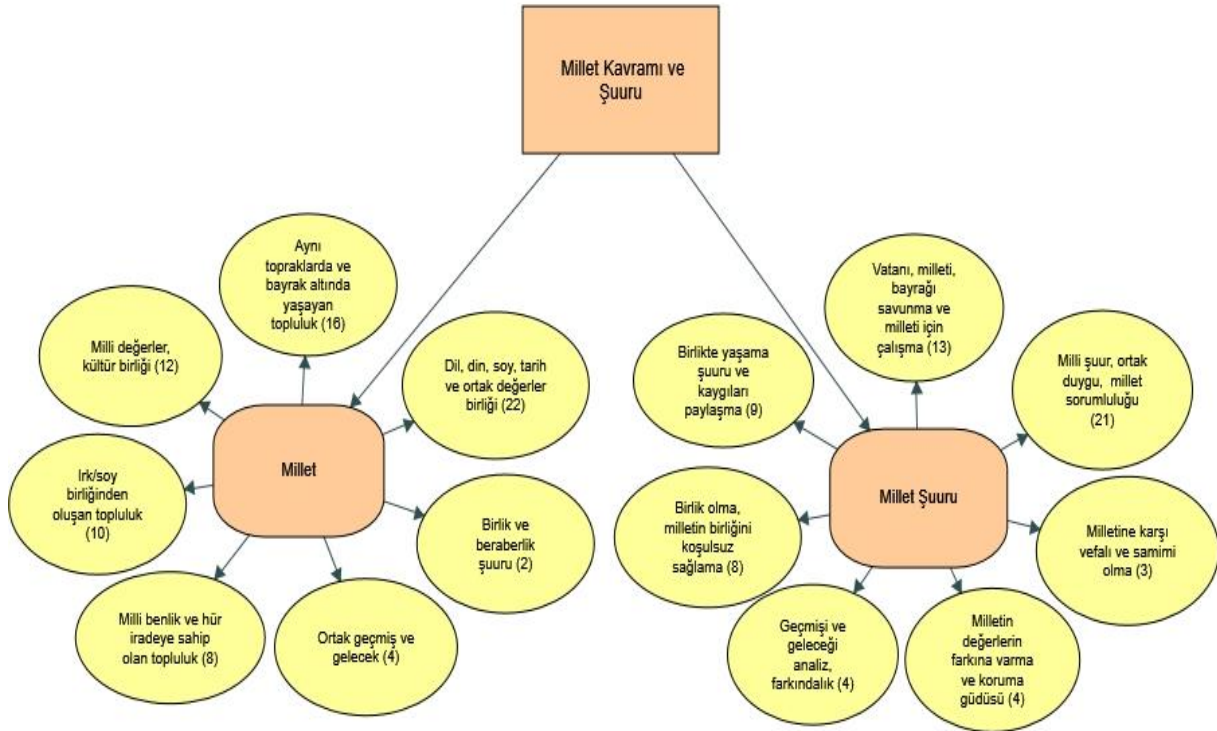 Millet Kavramı ve
Şuuru
Aynı
topraklarda ve
bayrak altında
yaşayan
topluluk (16)
Milli değerler,
kültür birliği (12)
Dil, din, soy, tarih
ve ortak değerler
birliği (22)
Millet
Irk/soy
birliğinden
oluşan topluluk
(10)
Birlik ve
beraberlik
şuuru (2)
Milli benlik ve hür
iradeye sahip
olan topluluk (8)
Ortak geçmiş ve
gelecek (4)
Vatanı, milleti,
bayrağı
savunma ve
milleti için
çalışma (13)
Birlikte yaşama
şuuru ve
kaygıları
paylaşma (9)
Milli şuur, ortak
duygu, millet
sorumluluğu
(21)
Millet Şuuru
Birlik olma,
milletin birliğini
koşulsuz
sağlama (8)
Milletine karşı
vefalı ve samimi
olma (3)
Geçmişi ve
geleceği
analiz,
farkındalık (4)
Milletin
değerlerin
farkına varma
ve koruma
güdüsü (4)